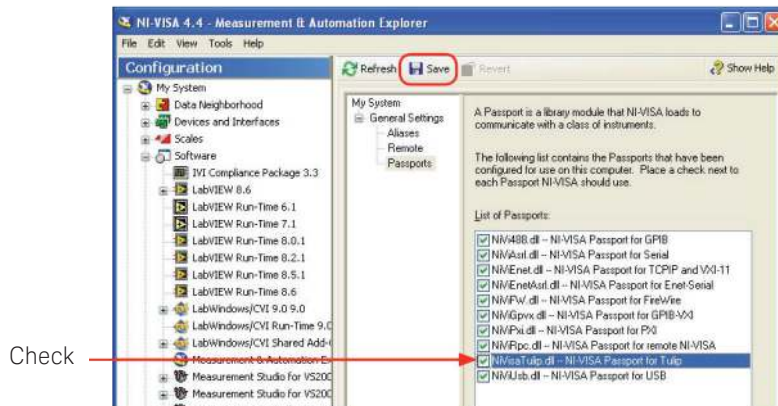 NI-VISA 4.4 - Measurement & Automation Explorer
File Edit View Tools Help
Configuration
Refresh Save Revert Show Help
My System
Data Neighborhood
Devices and Interfaces
Scales
Software
IVI Compliance Package 3.3
LabVIEW 8.6
LabVIEW Run-Time 6.1
LabVIEW Run-Time 7.1
LabVIEW Run-Time 8.0.1
LabVIEW Run-Time 8.2.1
LabVIEW Run-Time 8.5.1
LabVIEW Run-Time 8.6
LabWindows/CVI 9.0 9.0
LabWindows/CVI Run-Time 9.0
LabWindows/CVI Shared Add-
Measurement & Automation Ex
Measurement Studio for VS200
Measurement Studio for VS200
My System
General Settings
Aliases
Remote
Passports
A Passport is a library module that NI-VISA loads to
communicate with a class of instruments.
The following list contains the Passports that have been
configured for use on this computer. Place a check next to
each Passport NI-VISA should use.
List of Passports:
NiVi488.dll -- NI-VISA Passport for GPIB
NiViAsrl.dll -- NI-VISA Passport for Serial
NiViEnet.dll -- NI-VISA Passport for TCPIP and VXI-11
NiViEnetAsrl.dll -- NI-VISA Passport for Enet-Serial
NiViFW.dll -- NI-VISA Passport for FireWire
NiViGpvx.dll -- NI-VISA Passport for GPIB-VXI
NiViPxi.dll -- NI-VISA Passport for PXI
NiViRpc.dll -- NI-VISA Passport for remote NI-VISA
NiVisaTulip.dll -- NI-VISA Passport for Tulip
NiViUsb.dll -- NI-VISA Passport for USB
Check